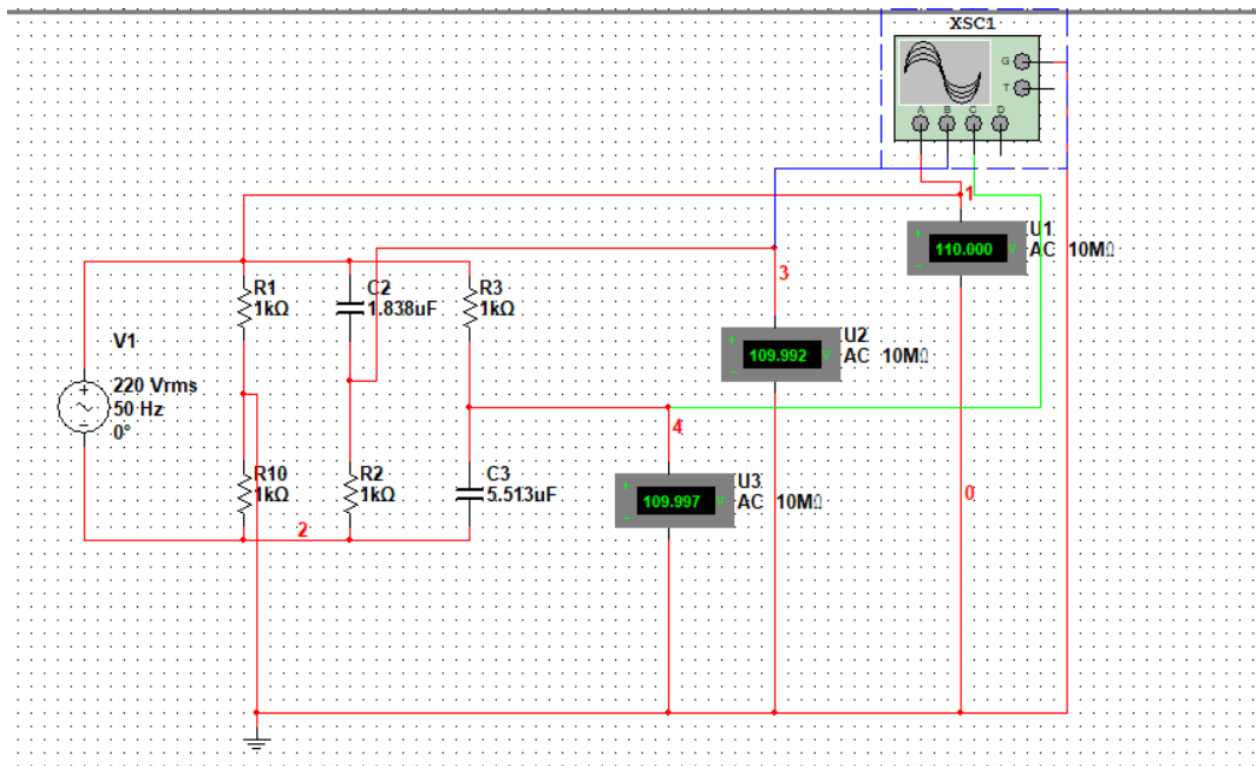 XSC1
G
T
A B C D
1
U1
110.000 V
AC 10MΩ
3
R1
1kΩ
C2
1.838uF
R3
1kΩ
V1
U2
109.992 V
AC 10MΩ
220 Vrms
50 Hz
0°
4
R10
1kΩ
R2
1kΩ
C3
5.513uF
U3
109.997 V
AC 10MΩ
0
2